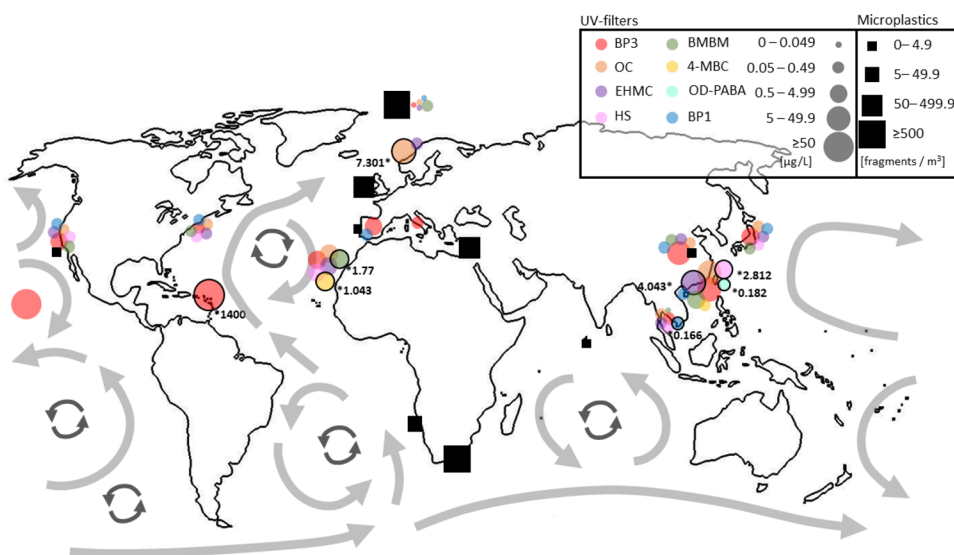 UV-filters
Microplastics
BP3
BMBM
0 – 0.049
0 – 4.9
OC
4-MBC
0.05 – 0.49
5 – 49.9
EHMC
OD-PABA
0.5 – 4.99
50 – 499.9
HS
BP1
5 – 49.9
≥500
≥50
[µg/L]
[fragments / m³]
7.301*
*1.77
*1.043
*1400
4.043*
*2.812
*0.182
*0.166